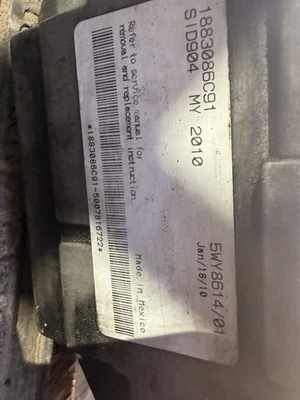 1883086C91
SID904 MY 2010
5WY8614/01
Jan/18/10
Refer to service manual for
removal and replacement instruction.
Made in Mexico
*1883086C91-5007816722*